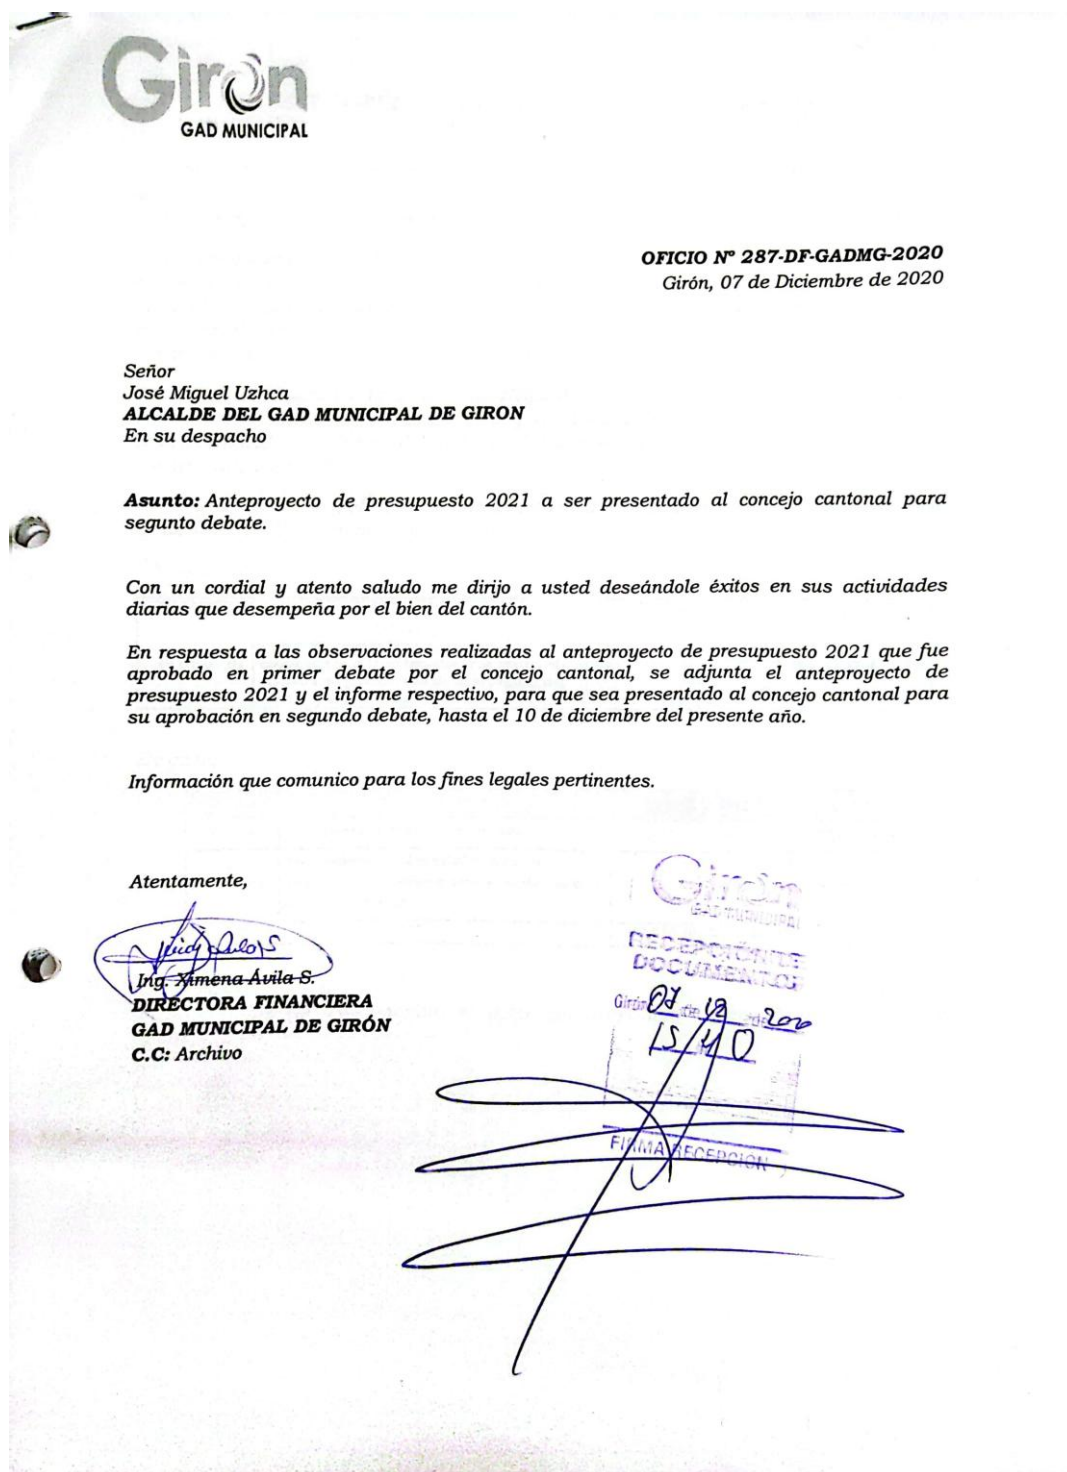 Girón
GAD MUNICIPAL
OFICIO Nº 287-DF-GADMG-2020
Girón, 07 de Diciembre de 2020
Señor
José Miguel Uzhca
ALCALDE DEL GAD MUNICIPAL DE GIRON
En su despacho
Asunto: Anteproyecto de presupuesto 2021 a ser presentado al concejo cantonal para
segunto debate.
Con un cordial y atento saludo me dirijo a usted deseándole éxitos en sus actividades
diarias que desempeña por el bien del cantón.
En respuesta a las observaciones realizadas al anteproyecto de presupuesto 2021 que fue
aprobado en primer debate por el concejo cantonal, se adjunta el anteproyecto de
presupuesto 2021 y el informe respectivo, para que sea presentado al concejo cantonal para
su aprobación en segundo debate, hasta el 10 de diciembre del presente año.
Información que comunico para los fines legales pertinentes.
Atentamente,
Ing. Ximena Ávila S.
DIRECTORA FINANCIERA
GAD MUNICIPAL DE GIRÓN
C.C: Archivo
Girón
GAD MUNICIPAL
RECEPCIÓN DE
DOCUMENTOS
Girón 07 de 12 de 2020
15/40
FIRMA RECEPCIÓN